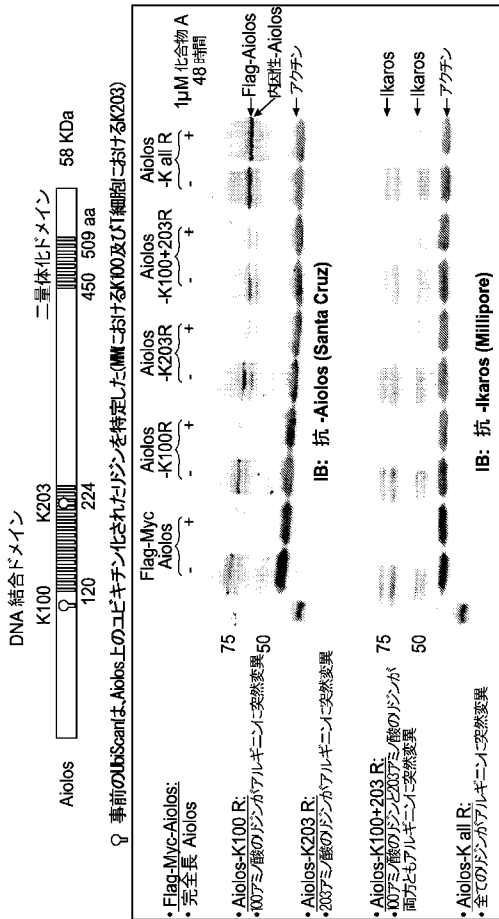 DNA 結合ドメイン
二量体化ドメイン
K100
K203
Aiolos
58 KDa
120
224
450
509 aa
事前のUbiScanは、Aiolos上のユビキチン化されたリジンを特定した(MMにおけるK100及びT細胞におけるK203)
• Flag-Myc-Aiolos:
• 完全長 Aiolos
• Aiolos-K100 R:
• 100アミノ酸のリジンがアルギニンに突然変異
• Aiolos-K203 R:
• 203アミノ酸のリジンがアルギニンに突然変異
• Aiolos-K100+203 R:
100アミノ酸のリジンと203アミノ酸のリジンが
両方ともアルギニンに突然変異
• Aiolos-K all R:
全てのリジンがアルギニンに突然変異
Flag-Myc
Aiolos
Aiolos
-K100R
Aiolos
-K203R
Aiolos
-K100+203R
Aiolos
-K all R
- + - + - + - + - +
1μM 化合物 A
48 時間
75
50
Flag-Aiolos
内因性-Aiolos
アクチン
IB: 抗 -Aiolos (Santa Cruz)
75
50
Ikaros
Ikaros
アクチン
IB: 抗 -Ikaros (Millipore)